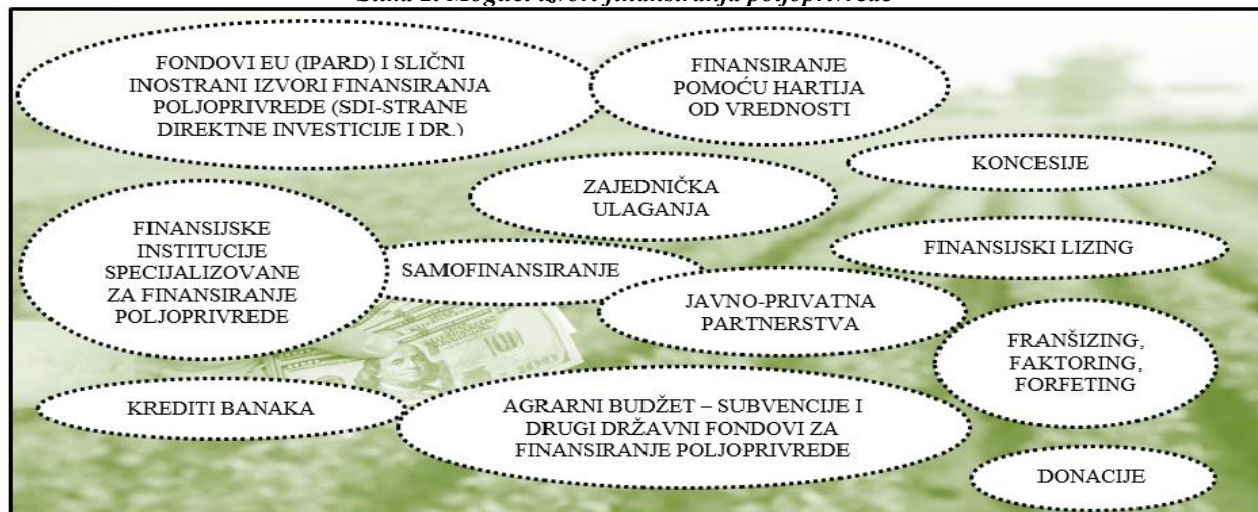 Slika 1. Mogući izvori finansiranja poljoprivrede
FONDOVI EU (IPARD) I SLIČNI
INOSTRANI IZVORI FINANSIRANJA
POLJOPRIVREDE (SDI-STRANE
DIREKTNE INVESTICIJE I DR.)
FINANSIRANJE
POMOĆU HARTIJA
OD VREDNOSTI
KONCESIJE
ZAJEDNIČKA
ULAGANJA
FINANSIJSKE
INSTITUCIJE
SPECIJALIZOVANE
ZA FINANSIRANJE
POLJOPRIVREDE
SAMOFINANSIRANJE
FINANSIJSKI LIZING
JAVNO-PRIVATNA
PARTNERSTVA
FRANŠIZING,
FAKTORING,
FORFETING
KREDITI BANAKA
AGRARNI BUDŽET – SUBVENCIJE I
DRUGI DRŽAVNI FONDOVI ZA
FINANSIRANJE POLJOPRIVREDE
DONACIJE